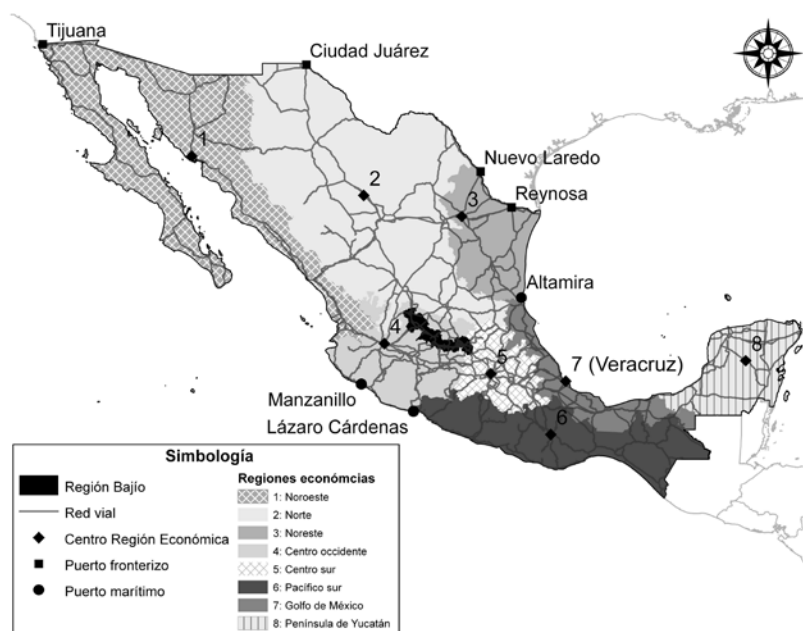 Tijuana
Ciudad Juárez
1
2
Nuevo Laredo
3
Reynosa
Altamira
4
5
8
7 (Veracruz)
Manzanillo
Lázaro Cárdenas
6
Simbología
Región Bajío
Red vial
Centro Región Económica
Puerto fronterizo
Puerto marítimo
Regiones económcias
1: Noroeste
2: Norte
3: Noreste
4: Centro occidente
5: Centro sur
6: Pacífico sur
7: Golfo de México
8: Península de Yucatán